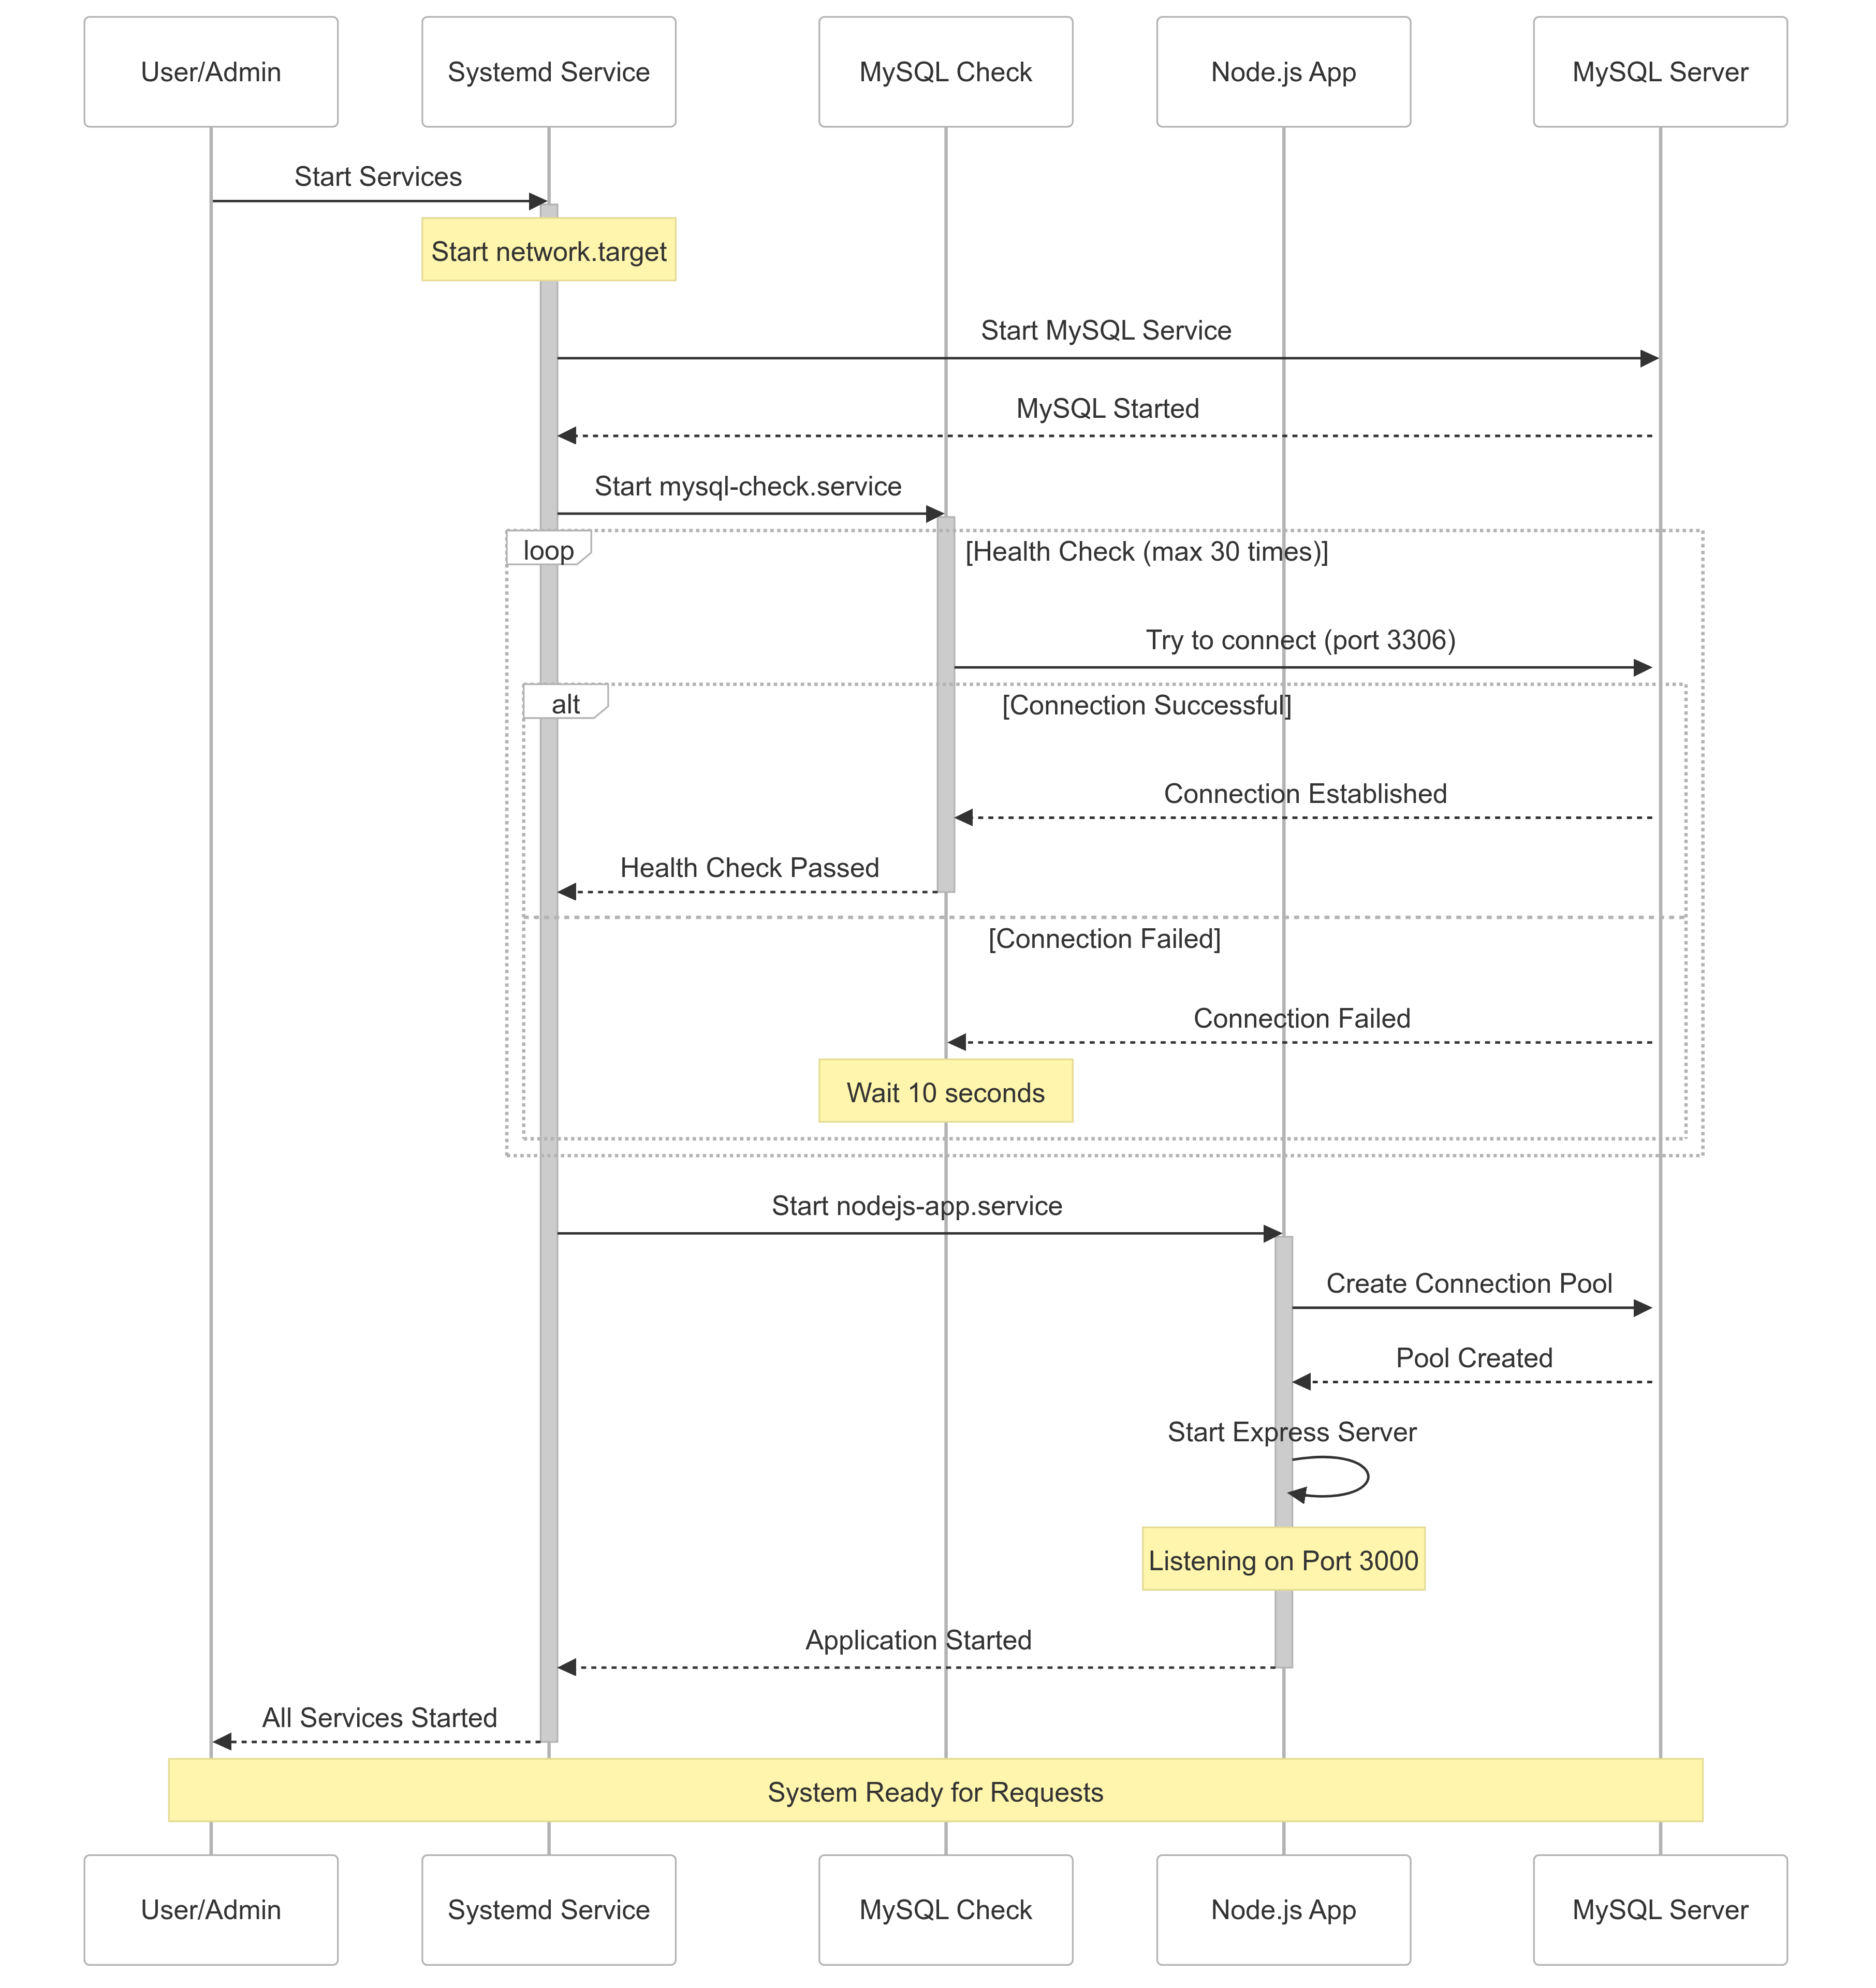 User/Admin
Systemd Service
MySQL Check
Node.js App
MySQL Server
Start Services
Start network.target
Start MySQL Service
MySQL Started
Start mysql-check.service
loop
[Health Check (max 30 times)]
Try to connect (port 3306)
alt
[Connection Successful]
Connection Established
Health Check Passed
[Connection Failed]
Connection Failed
Wait 10 seconds
Start nodejs-app.service
Create Connection Pool
Pool Created
Start Express Server
Listening on Port 3000
Application Started
All Services Started
System Ready for Requests
User/Admin
Systemd Service
MySQL Check
Node.js App
MySQL Server